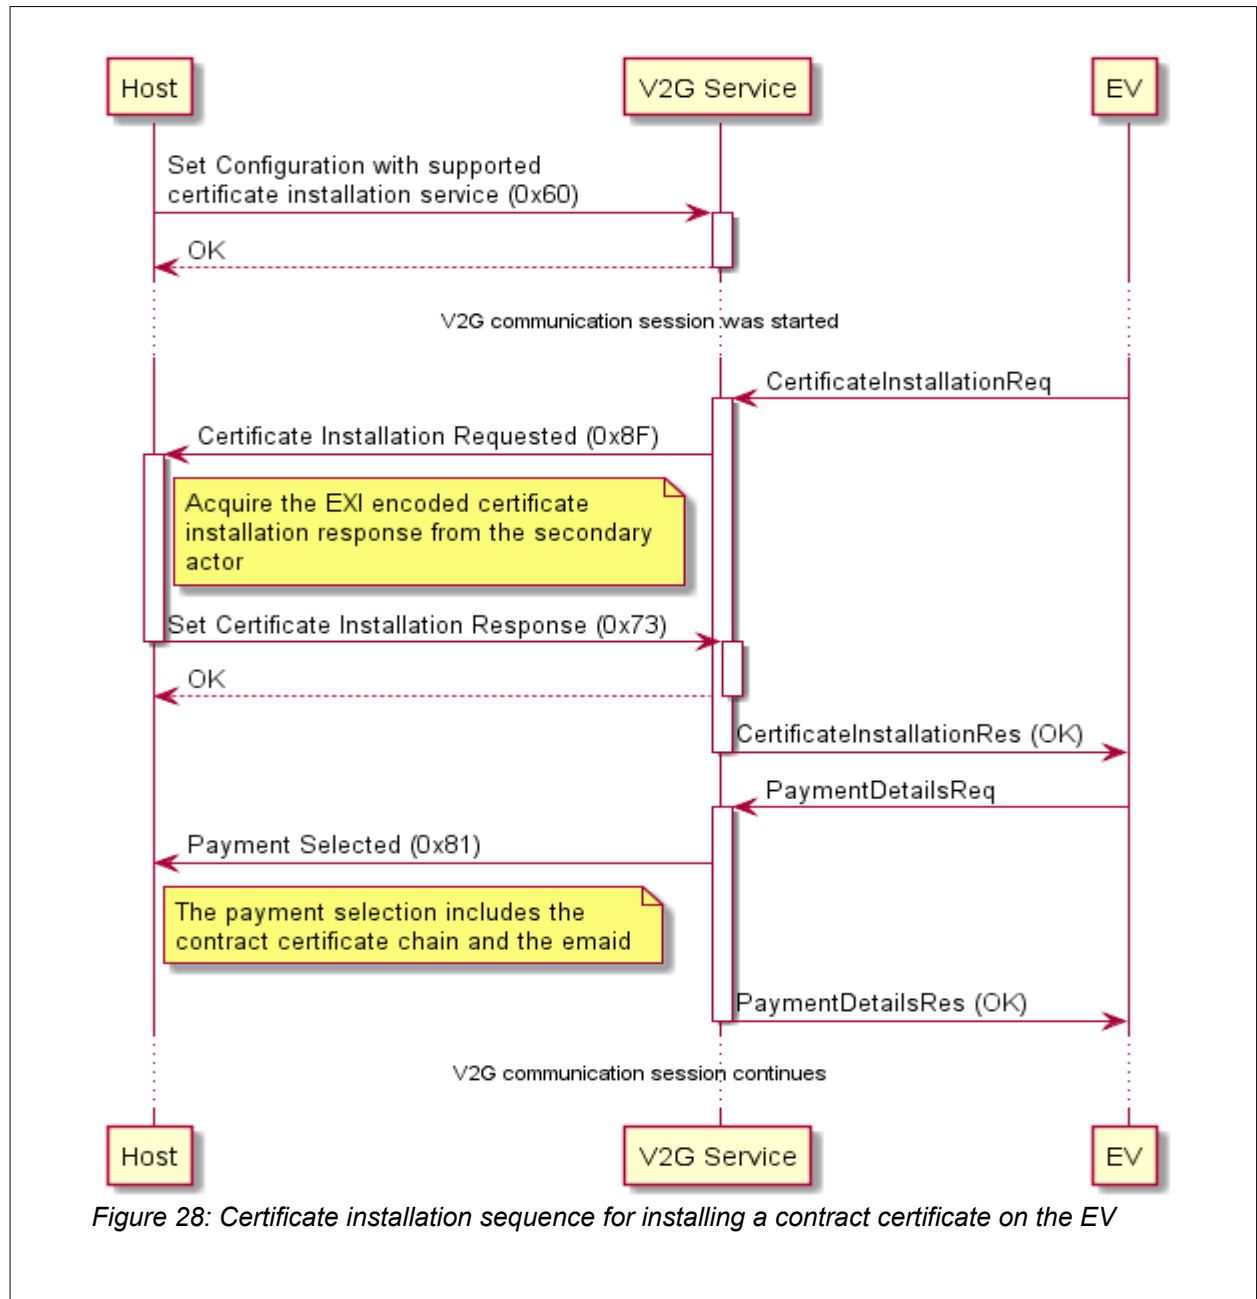 Host
V2G Service
EV
Set Configuration with supported
certificate installation service (0x60)
OK
V2G communication session was started
CertificateInstallationReq
Certificate Installation Requested (0x8F)
Acquire the EXI encoded certificate
installation response from the secondary
actor
Set Certificate Installation Response (0x73)
OK
CertificateInstallationRes (OK)
PaymentDetailsReq
Payment Selected (0x81)
The payment selection includes the
contract certificate chain and the emaid
PaymentDetailsRes (OK)
V2G communication session continues
Host
V2G Service
EV
Figure 28: Certificate installation sequence for installing a contract certificate on the EV